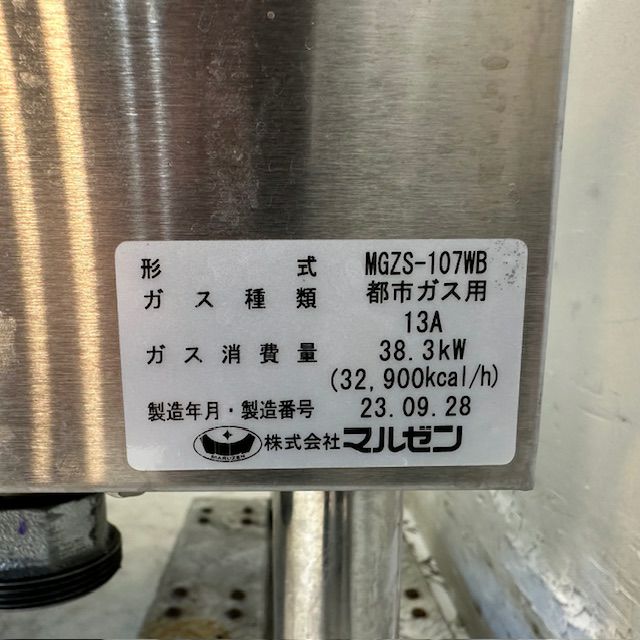 形式 MGZS-107WB
ガス種類 都市ガス用
13A
ガス消費量 38.3kW
(32,900kcal/h)
製造年月・製造番号 23.09.28
MARUZEN 株式会社マルゼン